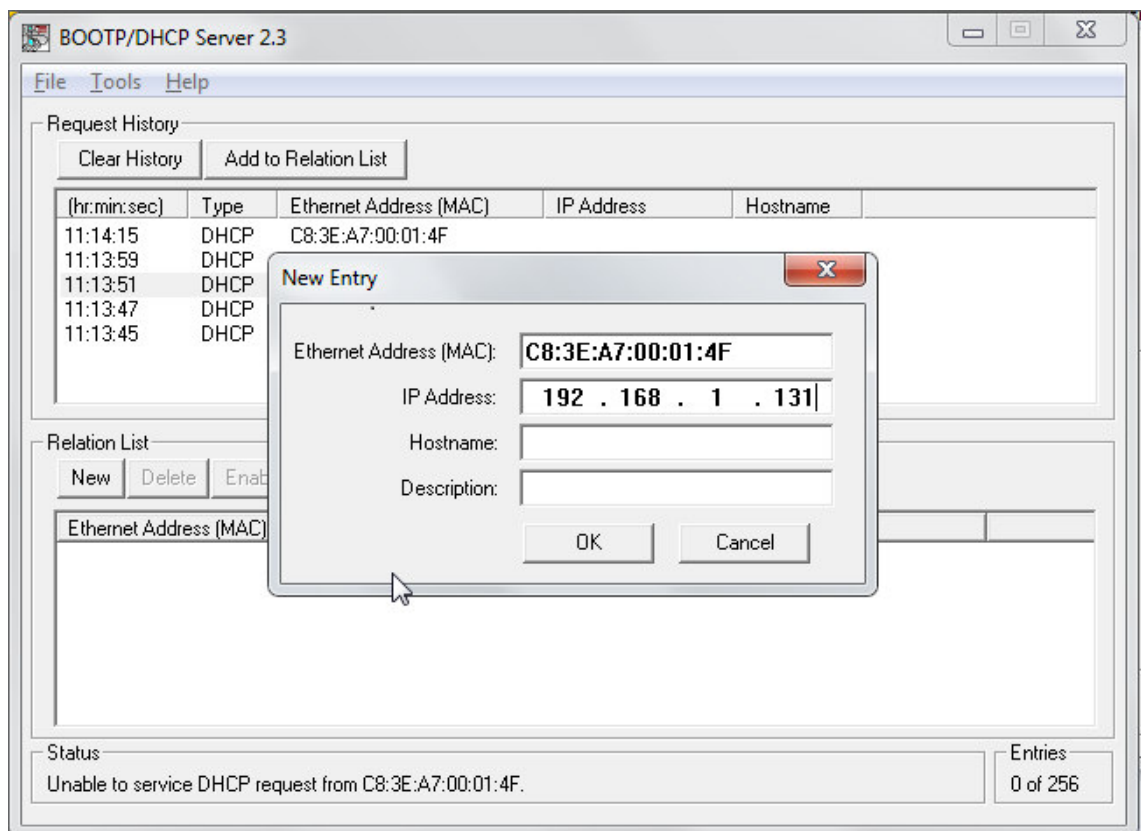 BOOTP/DHCP Server 2.3
File Tools Help
Request History
Clear History Add to Relation List
(hr:min:sec) Type Ethernet Address (MAC) IP Address Hostname
11:14:15 DHCP C8:3E:A7:00:01:4F
11:13:59 DHCP
11:13:51 DHCP
11:13:47 DHCP
11:13:45 DHCP
New Entry
Ethernet Address (MAC): C8:3E:A7:00:01:4F
IP Address: 192 . 168 . 1 . 131
Hostname:
Description:
OK Cancel
Relation List
New Delete Enab
Ethernet Address (MAC)
Status
Unable to service DHCP request from C8:3E:A7:00:01:4F.
Entries
0 of 256